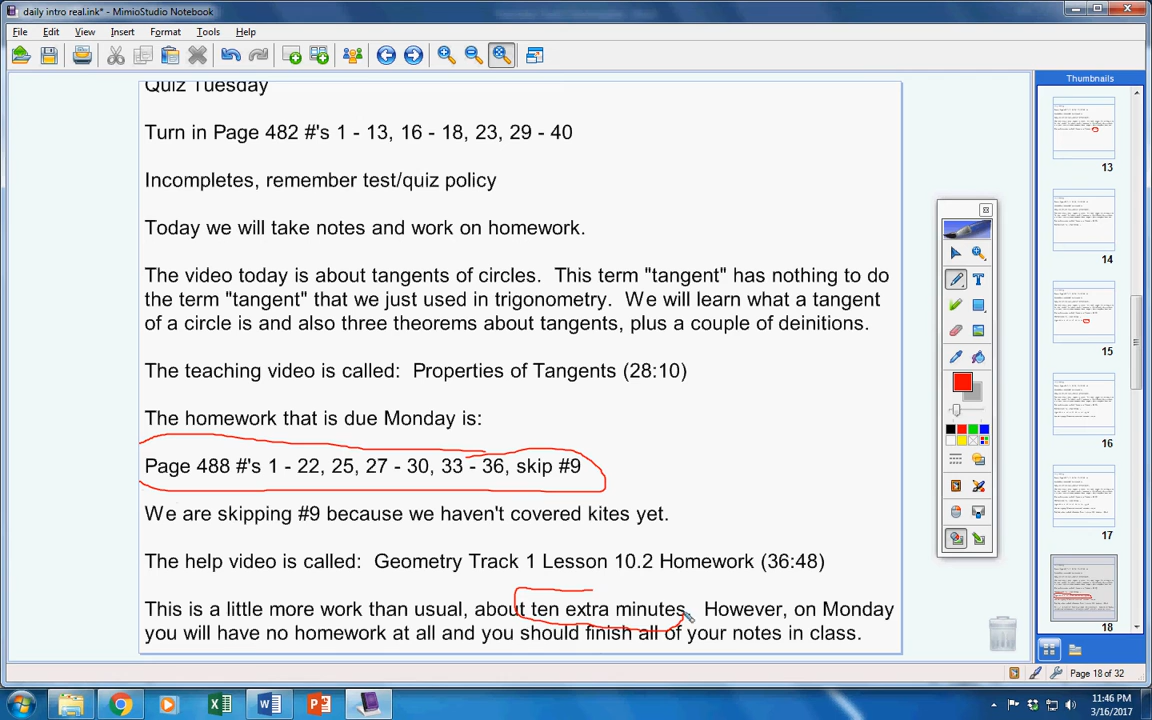 daily intro real.ink* - MimioStudio Notebook
File Edit View Insert Format Tools Help
Quiz Tuesday
Turn in Page 482 #'s 1 - 13, 16 - 18, 23, 29 - 40
Incompletes, remember test/quiz policy
Today we will take notes and work on homework.
The video today is about tangents of circles.  This term "tangent" has nothing to do
the term "tangent" that we just used in trigonometry.  We will learn what a tangent
of a circle is and also three theorems about tangents, plus a couple of deinitions.
The teaching video is called:  Properties of Tangents (28:10)
The homework that is due Monday is:
Page 488 #'s 1 - 22, 25, 27 - 30, 33 - 36, skip #9
We are skipping #9 because we haven't covered kites yet.
The help video is called:  Geometry Track 1 Lesson 10.2 Homework (36:48)
This is a little more work than usual, about ten extra minutes.  However, on Monday
you will have no homework at all and you should finish all of your notes in class.
Thumbnails
13
14
15
16
17
18
Page 18 of 32
11:46 PM
3/16/2017